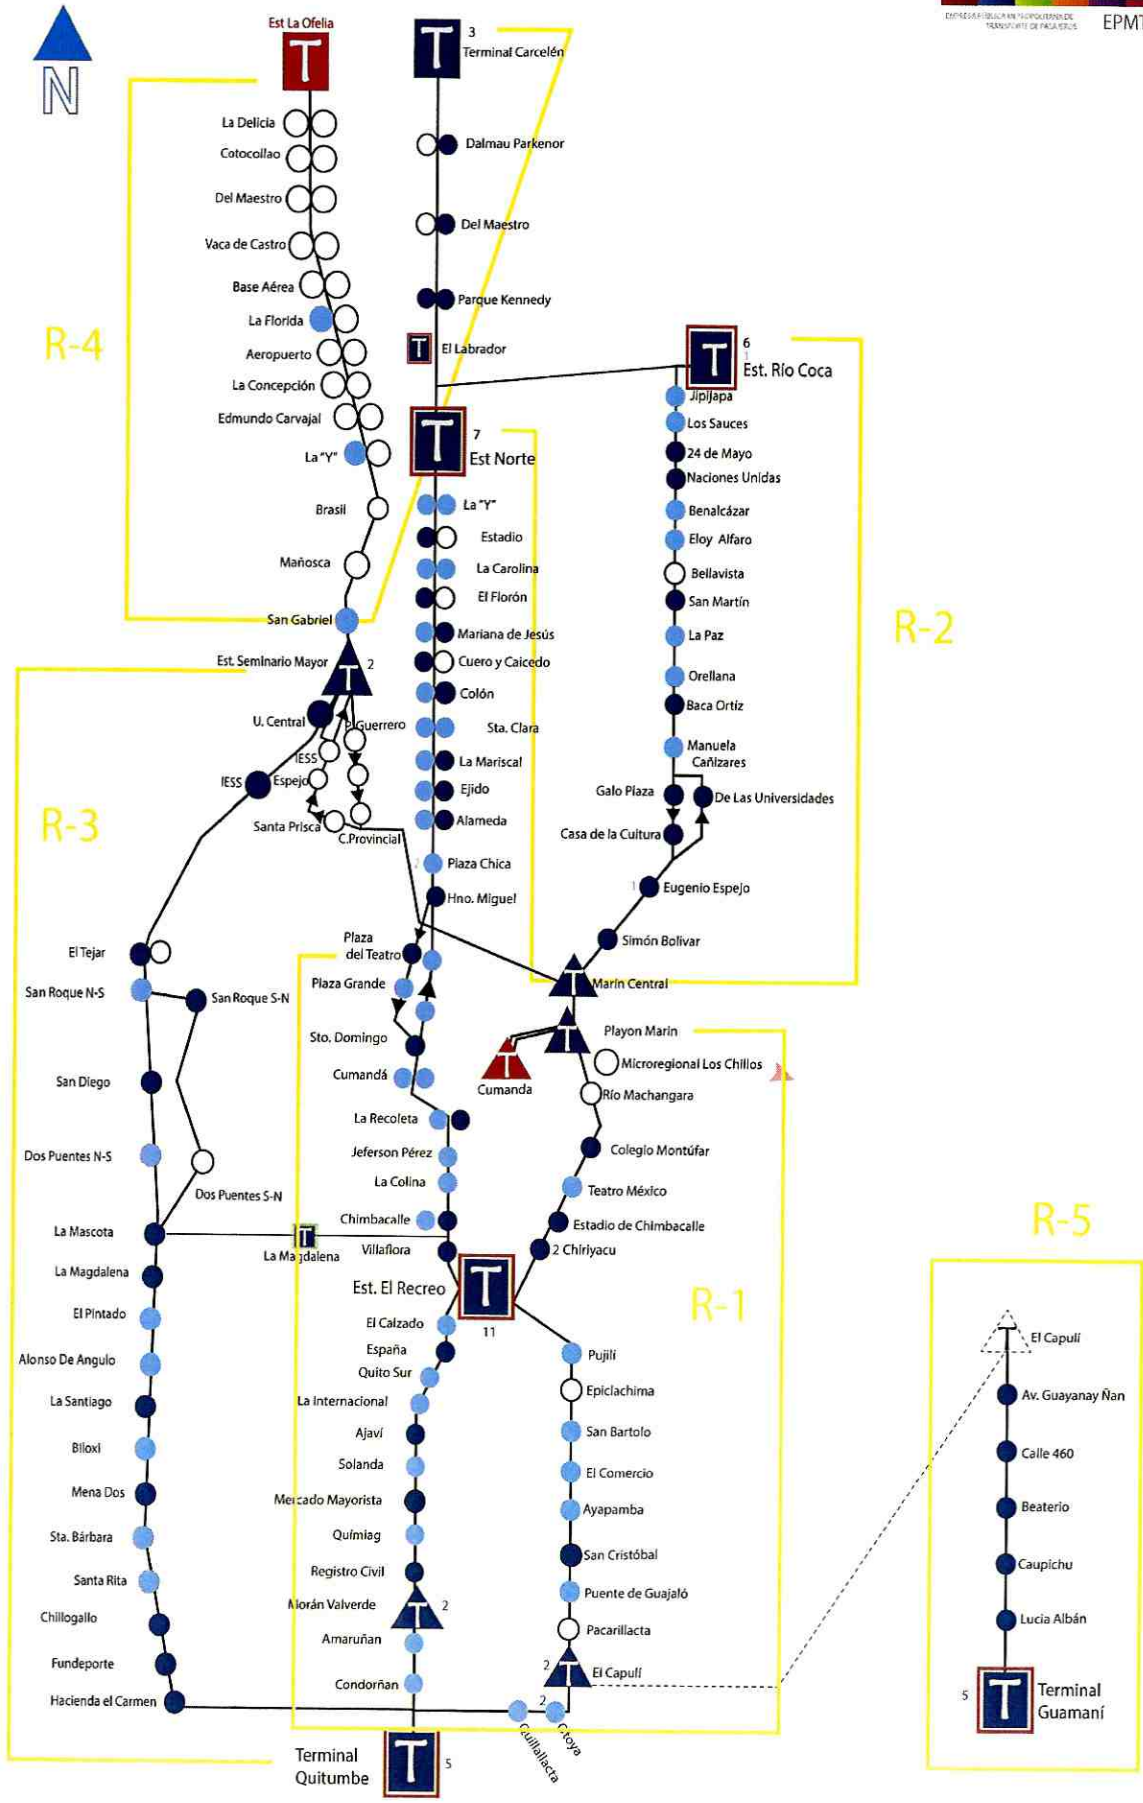 EPMT
N
Est La Ofelia
T
La Delicia
Cotocollao
Del Maestro
Vaca de Castro
Base Aérea
La Florida
Aeropuerto
La Concepción
Edmundo Carvajal
La "Y"
Brasil
Mañosca
San Gabriel
R-4
T
3
Terminal Carcelén
Dalmau Parkenor
Del Maestro
Parque Kennedy
T
El Labrador
T
7
Est Norte
La "Y"
Estadio
La Carolina
El Florón
Mariana de Jesús
Cuero y Caicedo
Colón
Sta. Clara
La Mariscal
Ejido
Alameda
2
Plaza Chica
Hno. Miguel
Plaza
del Teatro
Plaza Grande
Sto. Domingo
Cumandá
La Recoleta
Jeferson Pérez
La Colina
Chimbacalle
Villaflora
T
Est. El Recreo
11
El Calzado
España
Quito Sur
La Internacional
Ajaví
Solanda
Mercado Mayorista
Quimiag
Registro Civil
Morán Valverde
T
2
Amaruñan
Condorñan
Terminal
Quitumbe
T
5
T
6
1
Est. Río Coca
Jipijapa
Los Sauces
24 de Mayo
Naciones Unidas
Benalcázar
Eloy Alfaro
Bellavista
San Martín
La Paz
Orellana
Baca Ortíz
Manuela
Cañizares
Galo Plaza
De Las Universidades
Casa de la Cultura
1
Eugenio Espejo
Simón Bolivar
T
Marin Central
R-2
Est. Seminario Mayor
T
2
U. Central
P. Guerrero
IESS
IESS
Espejo
Santa Prisca
C.Provincial
R-3
El Tejar
San Roque N-S
San Roque S-N
San Diego
Dos Puentes N-S
Dos Puentes S-N
La Mascota
T
La Magdalena
La Magdalena
El Pintado
Alonso De Angulo
La Santiago
Biloxi
Mena Dos
Sta. Bárbara
Santa Rita
Chillogallo
Fundeporte
Hacienda el Carmen
T
Playon Marin
T
Cumanda
Microregional Los Chillos
Río Machangara
Colegio Montúfar
Teatro México
Estadio de Chimbacalle
2 Chiriyacu
R-1
Pujilí
Epiclachima
San Bartolo
El Comercio
Ayapamba
San Cristóbal
Puente de Guajaló
Pacarillacta
2
T
El Capulí
2
Otoya
Quillallacta
R-5
T
El Capulí
Av. Guayanay Ñan
Calle 460
Beaterio
Caupichu
Lucia Albán
5
T
Terminal
Guamaní